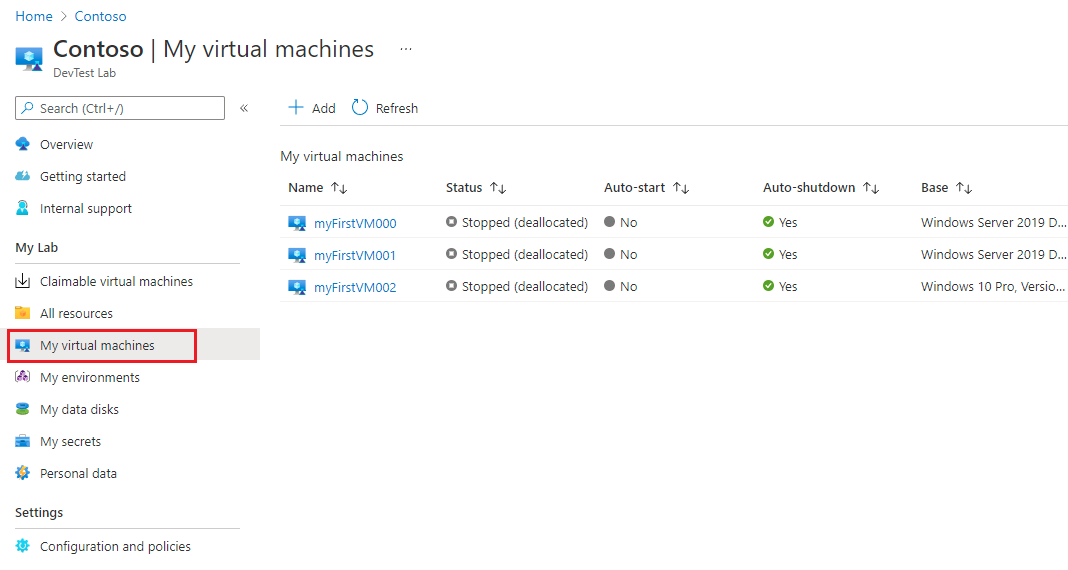 Home > Contoso
Contoso | My virtual machines ...
DevTest Lab
Search (Ctrl+/) «
Overview
Getting started
Internal support
My Lab
Claimable virtual machines
All resources
My virtual machines
My environments
My data disks
My secrets
Personal data
Settings
Configuration and policies
+ Add Refresh
My virtual machines
Name ↑↓ Status ↑↓ Auto-start ↑↓ Auto-shutdown ↑↓ Base ↑↓
myFirstVM000 Stopped (deallocated) No Yes Windows Server 2019 D...
myFirstVM001 Stopped (deallocated) No Yes Windows Server 2019 D...
myFirstVM002 Stopped (deallocated) No Yes Windows 10 Pro, Versio...